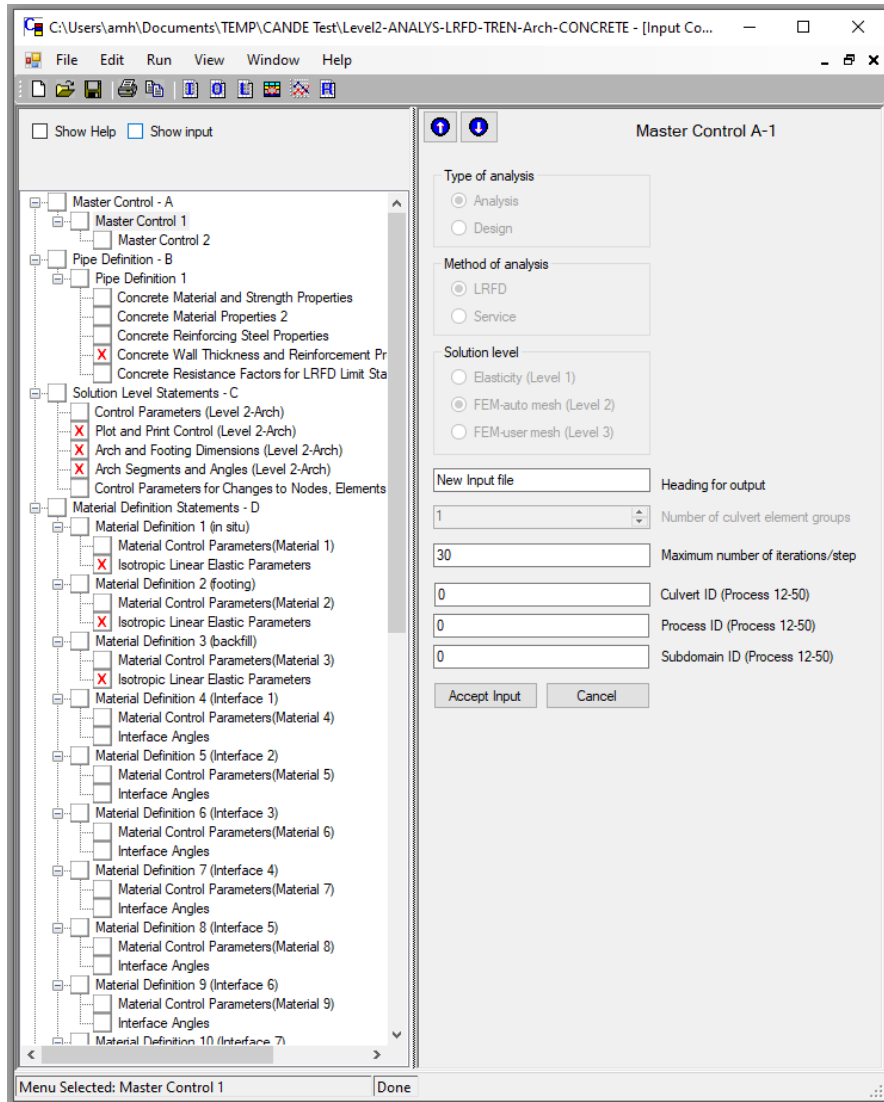 C:\Users\amh\Documents\TEMP\CANDE Test\Level2-ANALYS-LRFD-TREN-Arch-CONCRETE - [Input Co...
File Edit Run View Window Help
Show Help Show input
Master Control A-1
Master Control - A
Master Control 1
Master Control 2
Pipe Definition - B
Pipe Definition 1
Concrete Material and Strength Properties
Concrete Material Properties 2
Concrete Reinforcing Steel Properties
X Concrete Wall Thickness and Reinforcement Pr
Concrete Resistance Factors for LRFD Limit Sta
Solution Level Statements - C
Control Parameters (Level 2-Arch)
X Plot and Print Control (Level 2-Arch)
X Arch and Footing Dimensions (Level 2-Arch)
X Arch Segments and Angles (Level 2-Arch)
Control Parameters for Changes to Nodes, Elements
Material Definition Statements - D
Material Definition 1 (in situ)
Material Control Parameters(Material 1)
X Isotropic Linear Elastic Parameters
Material Definition 2 (footing)
Material Control Parameters(Material 2)
X Isotropic Linear Elastic Parameters
Material Definition 3 (backfill)
Material Control Parameters(Material 3)
X Isotropic Linear Elastic Parameters
Material Definition 4 (Interface 1)
Material Control Parameters(Material 4)
Interface Angles
Material Definition 5 (Interface 2)
Material Control Parameters(Material 5)
Interface Angles
Material Definition 6 (Interface 3)
Material Control Parameters(Material 6)
Interface Angles
Material Definition 7 (Interface 4)
Material Control Parameters(Material 7)
Interface Angles
Material Definition 8 (Interface 5)
Material Control Parameters(Material 8)
Interface Angles
Material Definition 9 (Interface 6)
Material Control Parameters(Material 9)
Interface Angles
Material Definition 10 (Interface 7)
Type of analysis
Analysis
Design
Method of analysis
LRFD
Service
Solution level
Elasticity (Level 1)
FEM-auto mesh (Level 2)
FEM-user mesh (Level 3)
New Input file Heading for output
1 Number of culvert element groups
30 Maximum number of iterations/step
0 Culvert ID (Process 12-50)
0 Process ID (Process 12-50)
0 Subdomain ID (Process 12-50)
Accept Input Cancel
Menu Selected: Master Control 1 Done